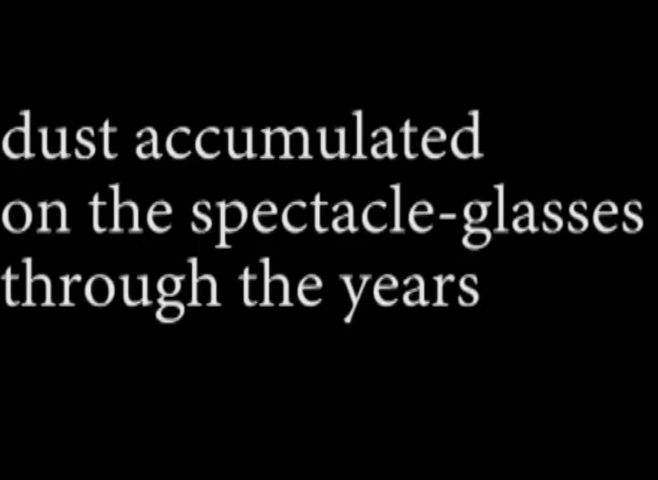 dust accumulated
on the spectacle-glasses
through the years